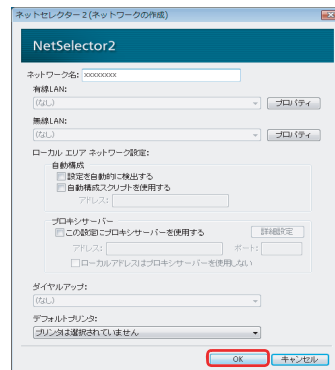 ネットセレクター2(ネットワークの作成)
NetSelector2
ネットワーク名: xxxxxxxx
有線LAN:
(なし) プロパティ
無線LAN:
(なし) プロパティ
ローカル エリア ネットワーク設定:
自動構成
設定を自動的に検出する
自動構成スクリプトを使用する
アドレス:
プロキシサーバー
この設定にプロキシサーバーを使用する 詳細設定
アドレス: ポート:
ローカルアドレスはプロキシサーバーを使用しない
ダイヤルアップ:
(なし)
デフォルトプリンタ:
プリンタは選択されていません
OK キャンセル